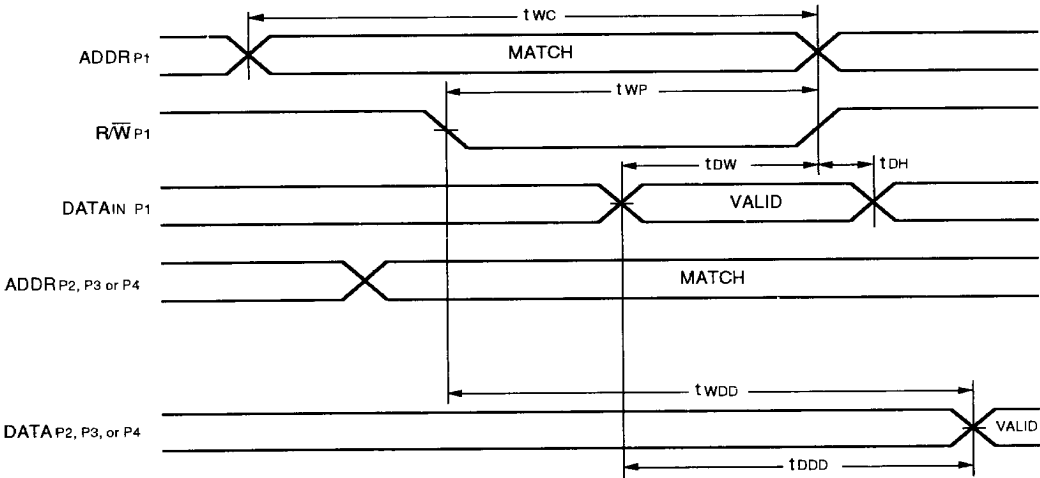 tWC
ADDR P1 MATCH
tWP
R/W̅ P1
tDW tDH
DATAIN P1 VALID
ADDR P2, P3 or P4 MATCH
tWDD
DATA P2, P3, or P4 VALID
tDDD